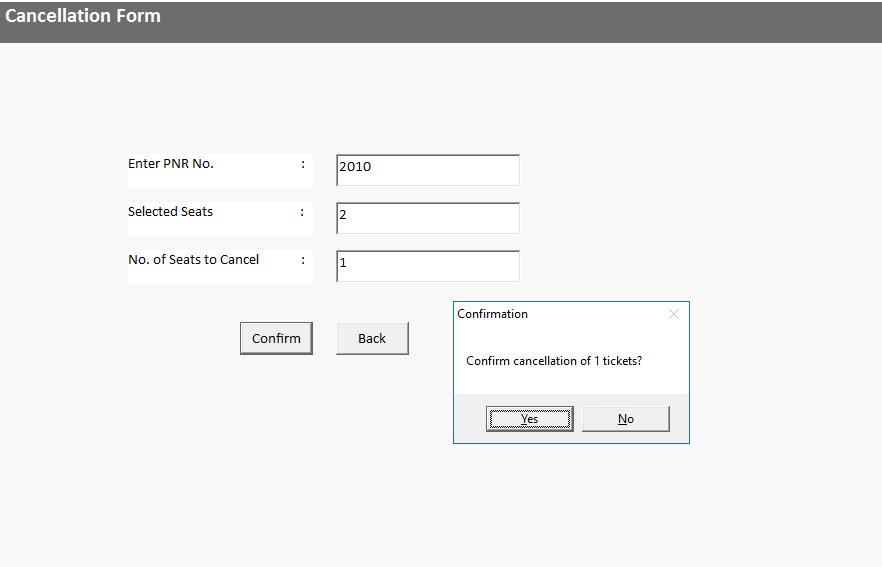 Cancellation Form
Enter PNR No. : 2010
Selected Seats : 2
No. of Seats to Cancel : 1
Confirm Back
Confirmation
Confirm cancellation of 1 tickets?
Yes No